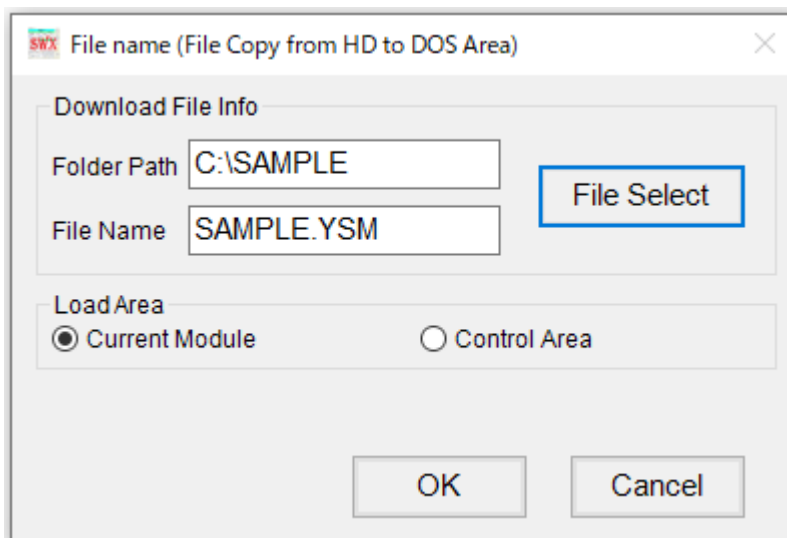 SWX File name (File Copy from HD to DOS Area)
Download File Info
Folder Path C:\SAMPLE
File Select
File Name SAMPLE.YSM
Load Area
Current Module Control Area
OK Cancel